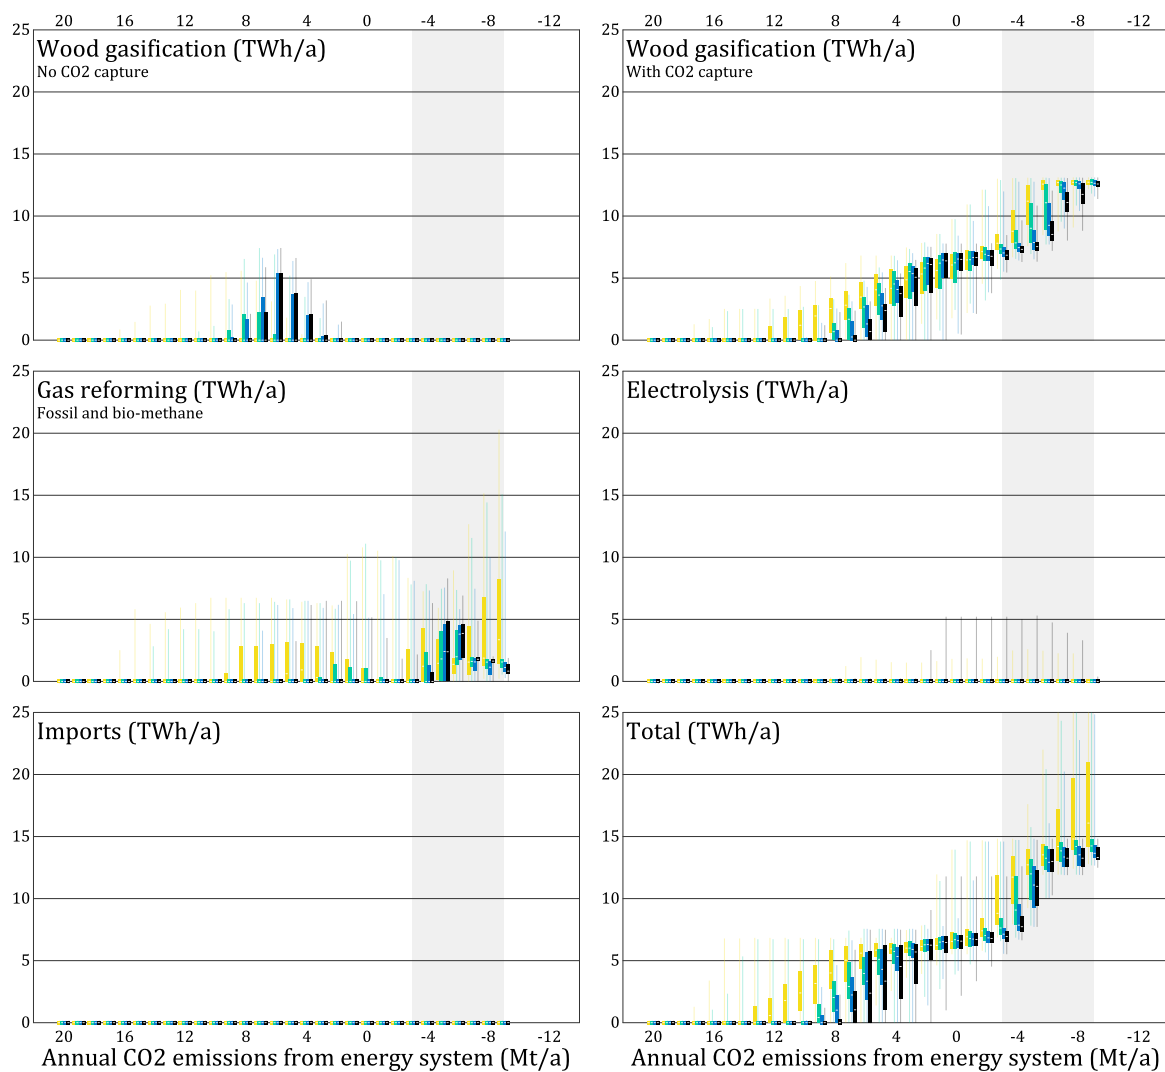 20 16 12 8 4 0 -4 -8 -12 20 16 12 8 4 0 -4 -8 -12
25 25
Wood gasification (TWh/a) Wood gasification (TWh/a)
No CO2 capture With CO2 capture
20 20
15 15
10 10
5 5
0 0
25 25
Gas reforming (TWh/a) Electrolysis (TWh/a)
Fossil and bio-methane
20 20
15 15
10 10
5 5
0 0
25 25
Imports (TWh/a) Total (TWh/a)
20 20
15 15
10 10
5 5
0 0
20 16 12 8 4 0 -4 -8 -12 20 16 12 8 4 0 -4 -8 -12
Annual CO2 emissions from energy system (Mt/a) Annual CO2 emissions from energy system (Mt/a)